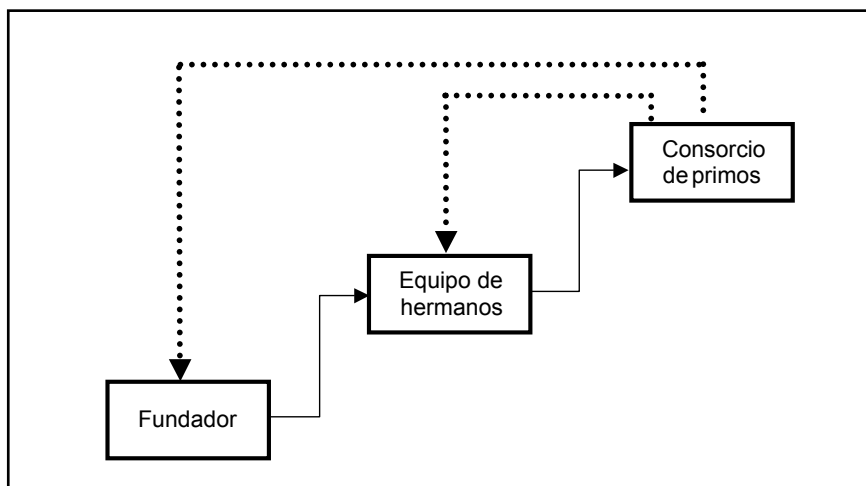 Consorcio
de primos
Equipo de
hermanos
Fundador